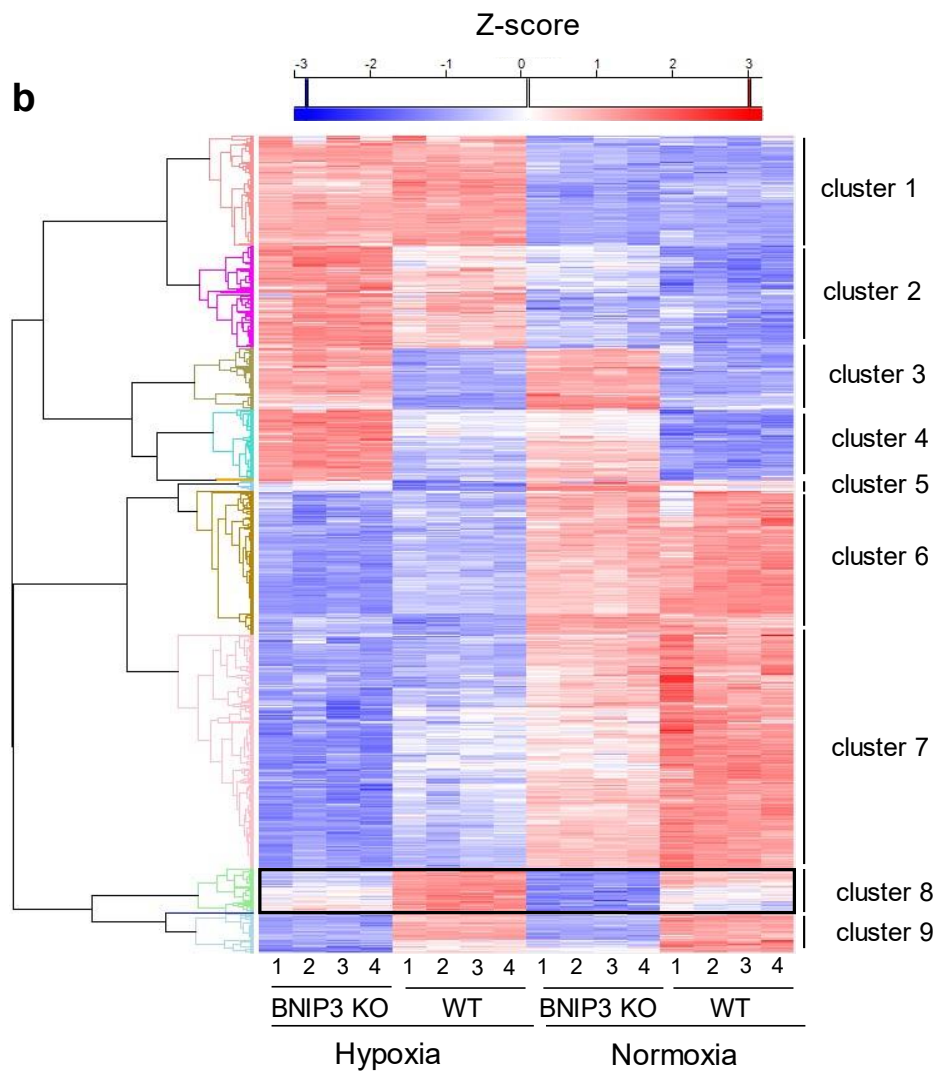 Z-score
-3 -2 -1 0 1 2 3
b
cluster 1
cluster 2
cluster 3
cluster 4
cluster 5
cluster 6
cluster 7
cluster 8
cluster 9
1 2 3 4 1 2 3 4 1 2 3 4 1 2 3 4
BNIP3 KO WT BNIP3 KO WT
Hypoxia Normoxia